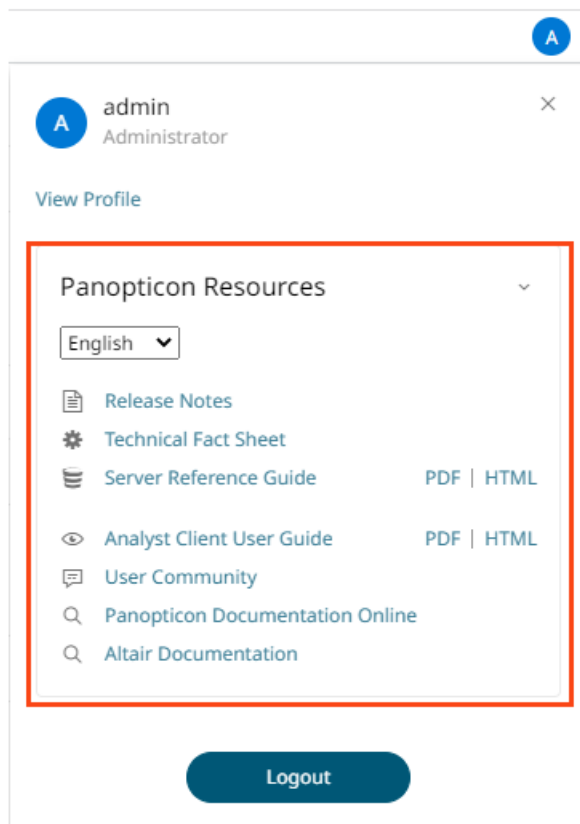 A
A
admin
Administrator
View Profile
Panopticon Resources
English
Release Notes
Technical Fact Sheet
Server Reference Guide PDF | HTML
Analyst Client User Guide PDF | HTML
User Community
Panopticon Documentation Online
Altair Documentation
Logout